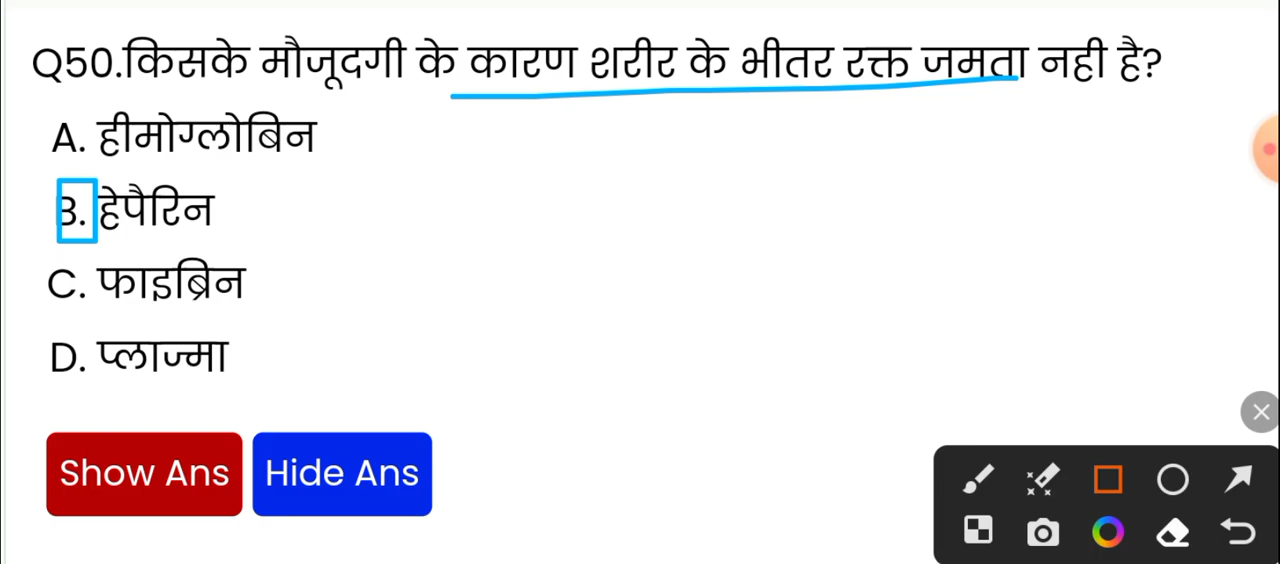 Q50.किसके मौजूदगी के कारण शरीर के भीतर रक्त जमता नही है?
A. हीमोग्लोबिन
B. हेपैरिन
C. फाइब्रिन
D. प्लाज्मा
Show Ans Hide Ans